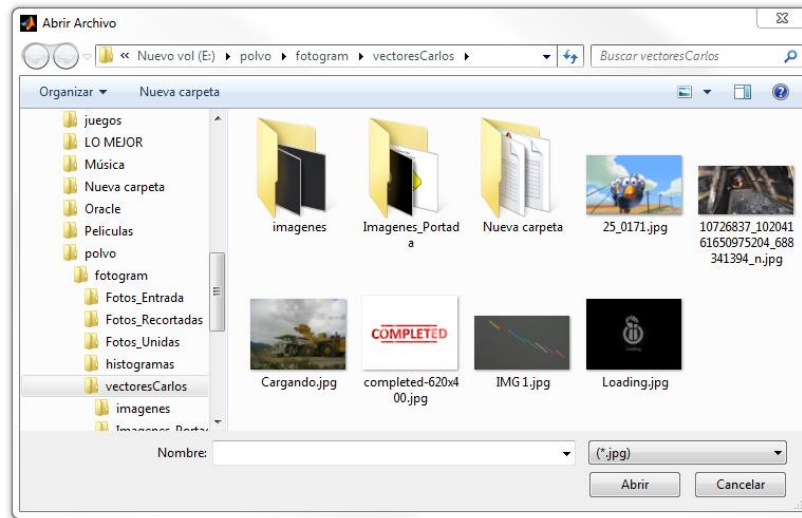 Abrir Archivo
« Nuevo vol (E:) ▸ polvo ▸ fotogram ▸ vectoresCarlos ▸
Buscar vectoresCarlos
Organizar ▾ Nueva carpeta
juegos
LO MEJOR
Música
Nueva carpeta
Oracle
Peliculas
polvo
fotogram
Fotos_Entrada
Fotos_Recortadas
Fotos_Unidas
histogramas
vectoresCarlos
imagenes
imagenes
Imagenes_Portad
a
Nueva carpeta
25_0171.jpg
10726837_102041
61650975204_688
341394_n.jpg
COMPLETED
Cargando.jpg
completed-620x4
00.jpg
IMG 1.jpg
Loading.jpg
Nombre:
(*.jpg)
Abrir
Cancelar